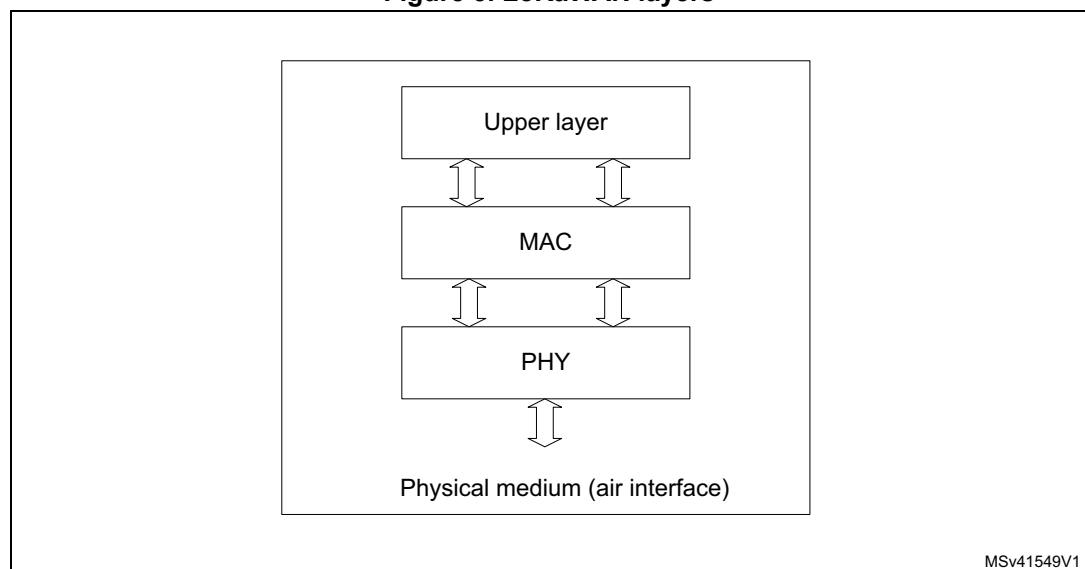 Upper layer
MAC
PHY
Physical medium (air interface)
MSv41549V1